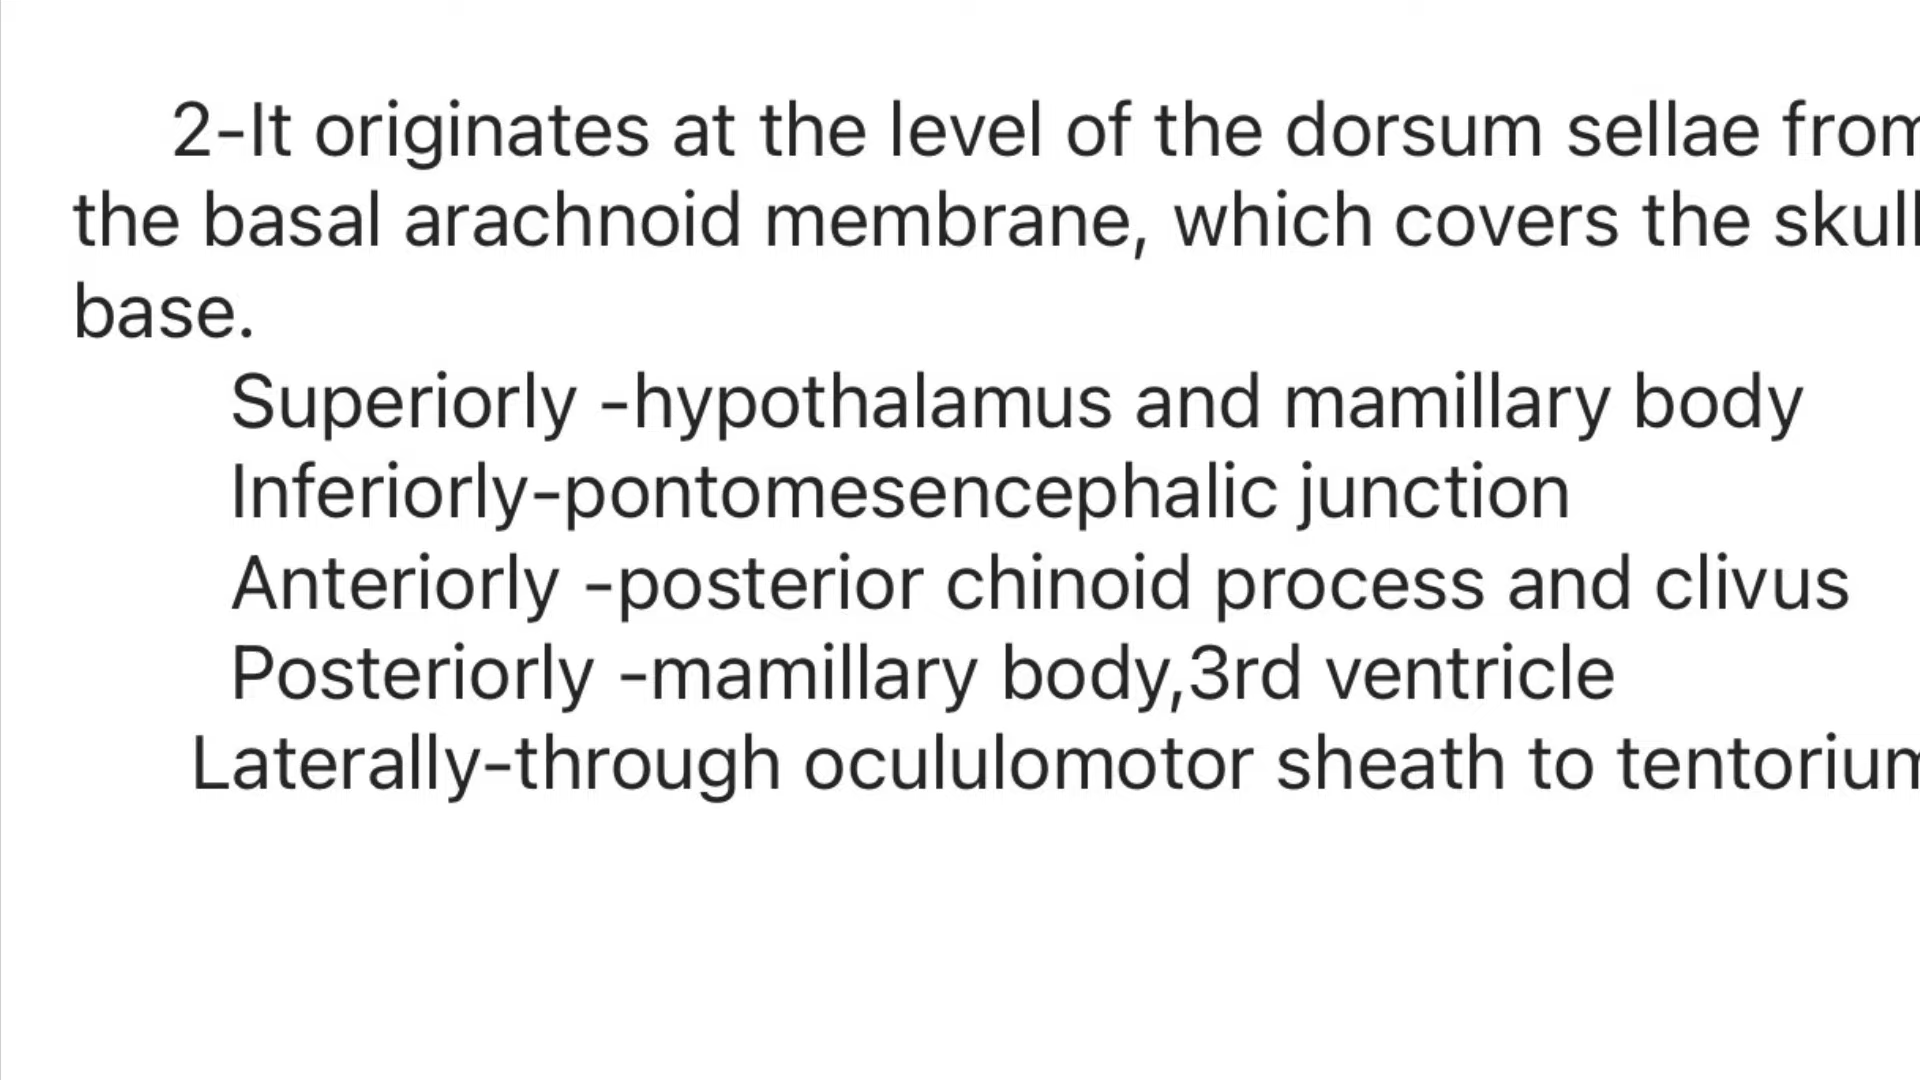 2-It originates at the level of the dorsum sellae from
the basal arachnoid membrane, which covers the skull
base.
Superiorly -hypothalamus and mamillary body
Inferiorly-pontomesencephalic junction
Anteriorly -posterior chinoid process and clivus
Posteriorly -mamillary body,3rd ventricle
Laterally-through ocululomotor sheath to tentorium